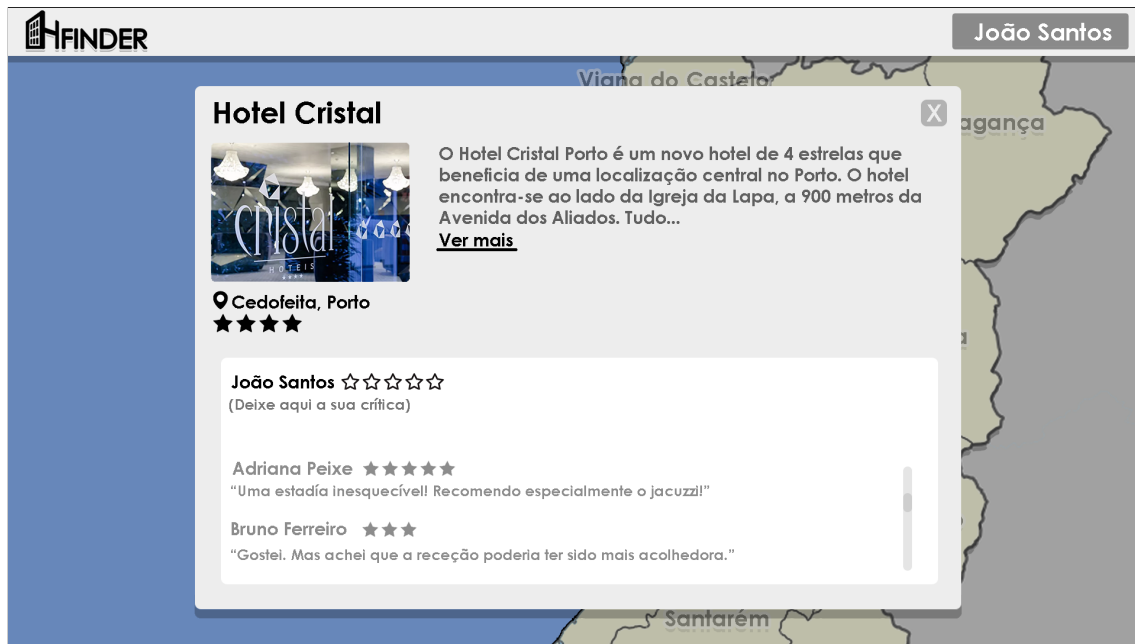 HFINDER
João Santos
Viana do Castelo
agança
Hotel Cristal
X
cristal
HOTEIS
O Hotel Cristal Porto é um novo hotel de 4 estrelas que
beneficia de uma localização central no Porto. O hotel
encontra-se ao lado da Igreja da Lapa, a 900 metros da
Avenida dos Aliados. Tudo...
Ver mais
Cedofeita, Porto
João Santos
(Deixe aqui a sua crítica)
Adriana Peixe
“Uma estadía inesquecível! Recomendo especialmente o jacuzzi!”
Bruno Ferreiro
“Gostei. Mas achei que a receção poderia ter sido mais acolhedora.”
a
Santarém